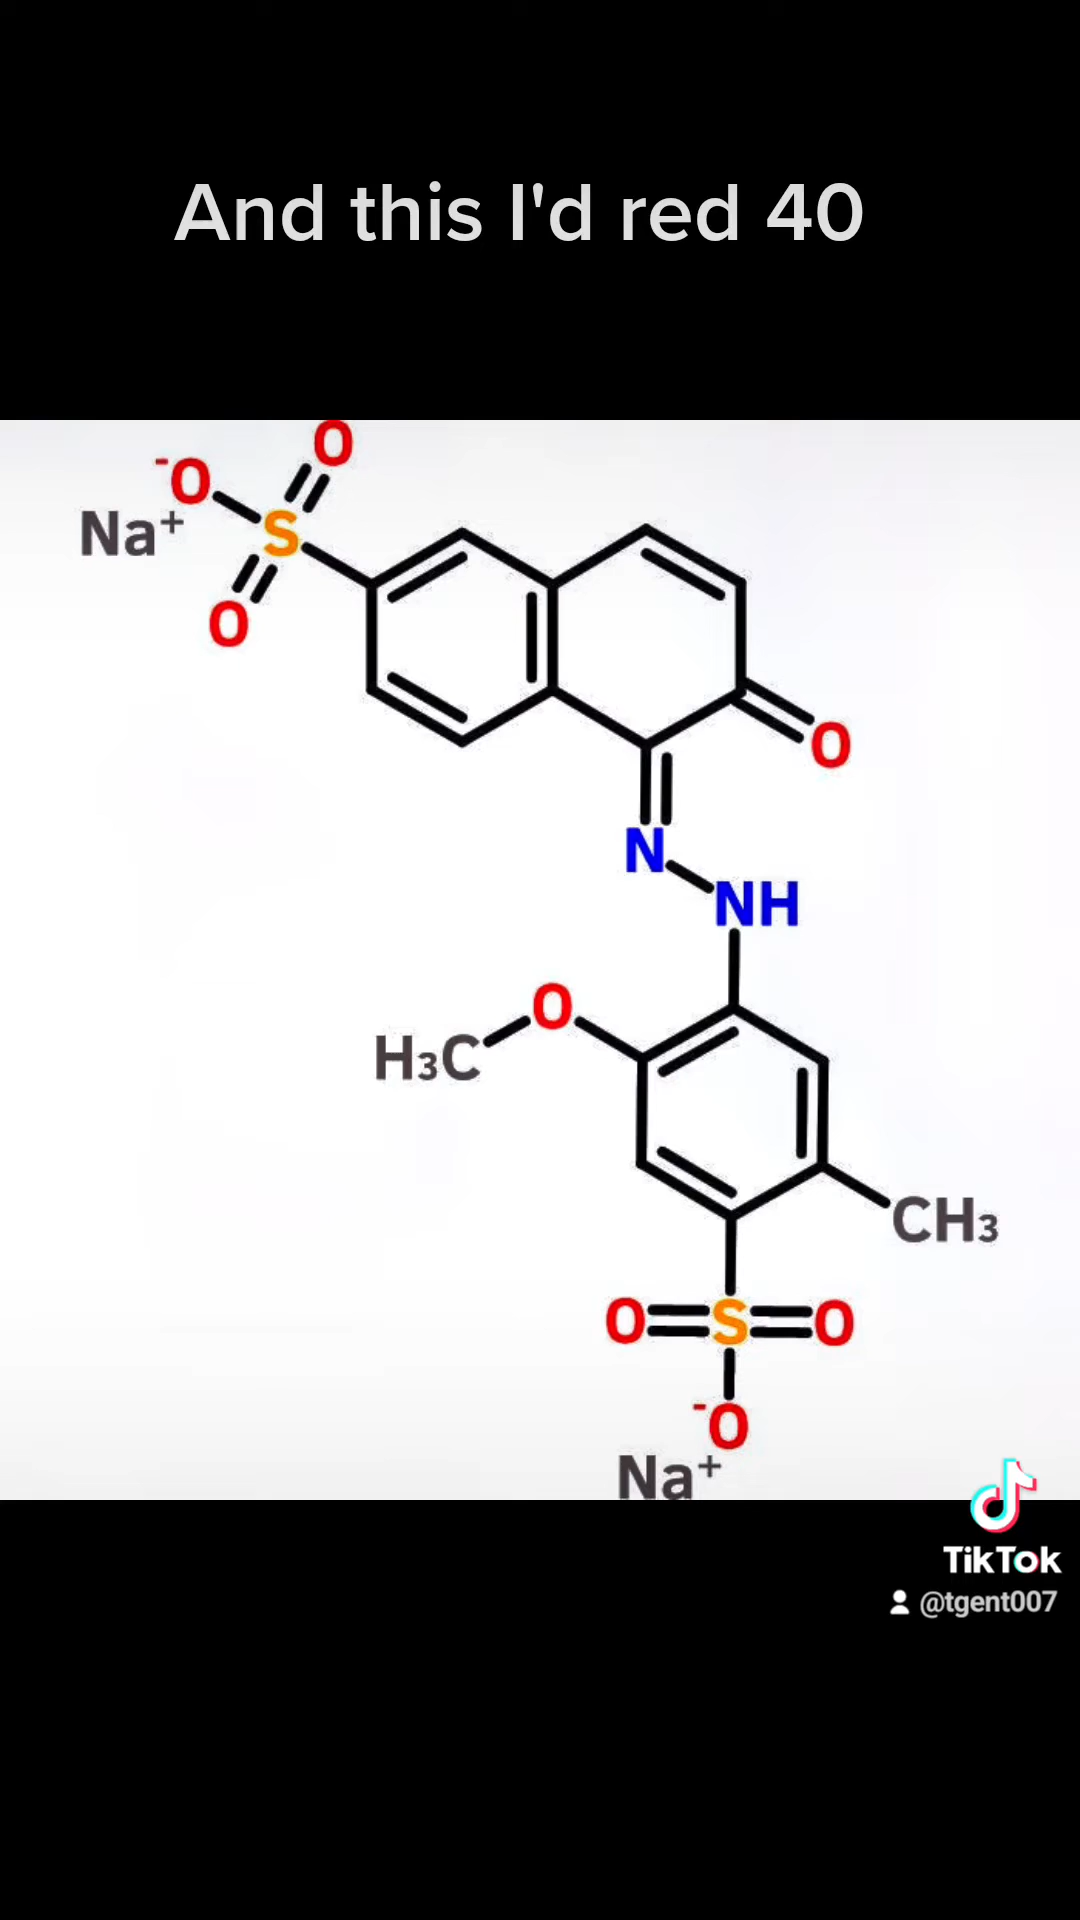 And this I'd red 40
O
-O
Na⁺
S
O
O
N
NH
O
H₃C
CH₃
O S O
-O
Na⁺
TikTok
@tgent007